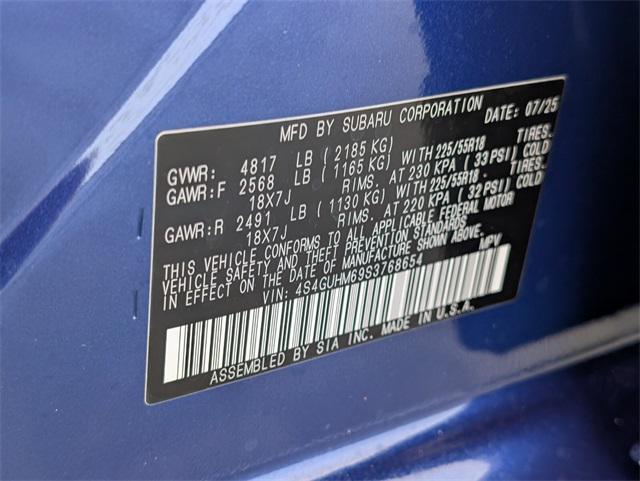 MFD BY SUBARU CORPORATION DATE: 07/25
GVWR: 4817 LB (2185 KG)
GAWR:F 2568 LB (1165 KG) WITH 225/55R18 TIRES.
18X7J RIMS. AT 230 KPA (33 PSI) COLD
GAWR:R 2491 LB (1130 KG) WITH 225/55R18 TIRES.
18X7J RIMS. AT 220 KPA (32 PSI) COLD
THIS VEHICLE CONFORMS TO ALL APPLICABLE FEDERAL MOTOR
VEHICLE SAFETY AND THEFT PREVENTION STANDARDS
IN EFFECT ON THE DATE OF MANUFACTURE SHOWN ABOVE.
VIN: 4S4GUHM69S3768654 MPV
ASSEMBLED BY SIA INC. MADE IN U.S.A.